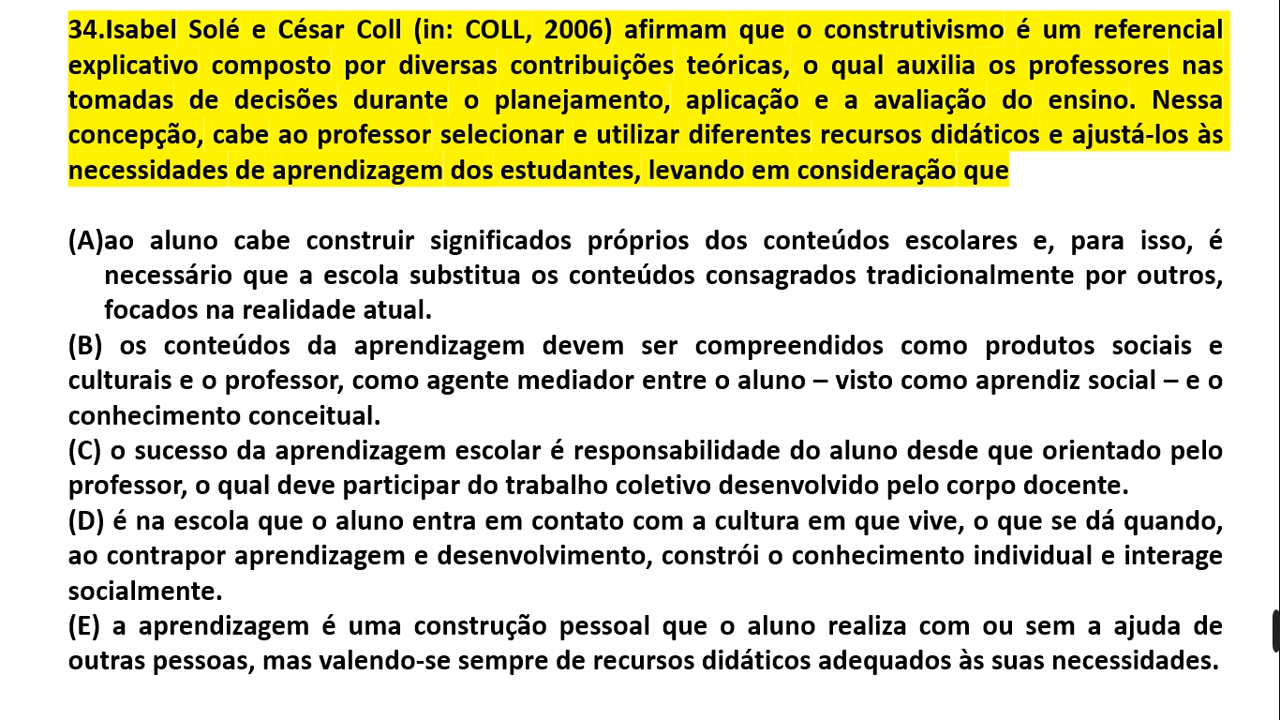 34.Isabel Solé e César Coll (in: COLL, 2006) afirmam que o construtivismo é um referencial
explicativo composto por diversas contribuições teóricas, o qual auxilia os professores nas
tomadas de decisões durante o planejamento, aplicação e a avaliação do ensino. Nessa
concepção, cabe ao professor selecionar e utilizar diferentes recursos didáticos e ajustá-los às
necessidades de aprendizagem dos estudantes, levando em consideração que
(A)ao aluno cabe construir significados próprios dos conteúdos escolares e, para isso, é
necessário que a escola substitua os conteúdos consagrados tradicionalmente por outros,
focados na realidade atual.
(B) os conteúdos da aprendizagem devem ser compreendidos como produtos sociais e
culturais e o professor, como agente mediador entre o aluno – visto como aprendiz social – e o
conhecimento conceitual.
(C) o sucesso da aprendizagem escolar é responsabilidade do aluno desde que orientado pelo
professor, o qual deve participar do trabalho coletivo desenvolvido pelo corpo docente.
(D) é na escola que o aluno entra em contato com a cultura em que vive, o que se dá quando,
ao contrapor aprendizagem e desenvolvimento, constrói o conhecimento individual e interage
socialmente.
(E) a aprendizagem é uma construção pessoal que o aluno realiza com ou sem a ajuda de
outras pessoas, mas valendo-se sempre de recursos didáticos adequados às suas necessidades.